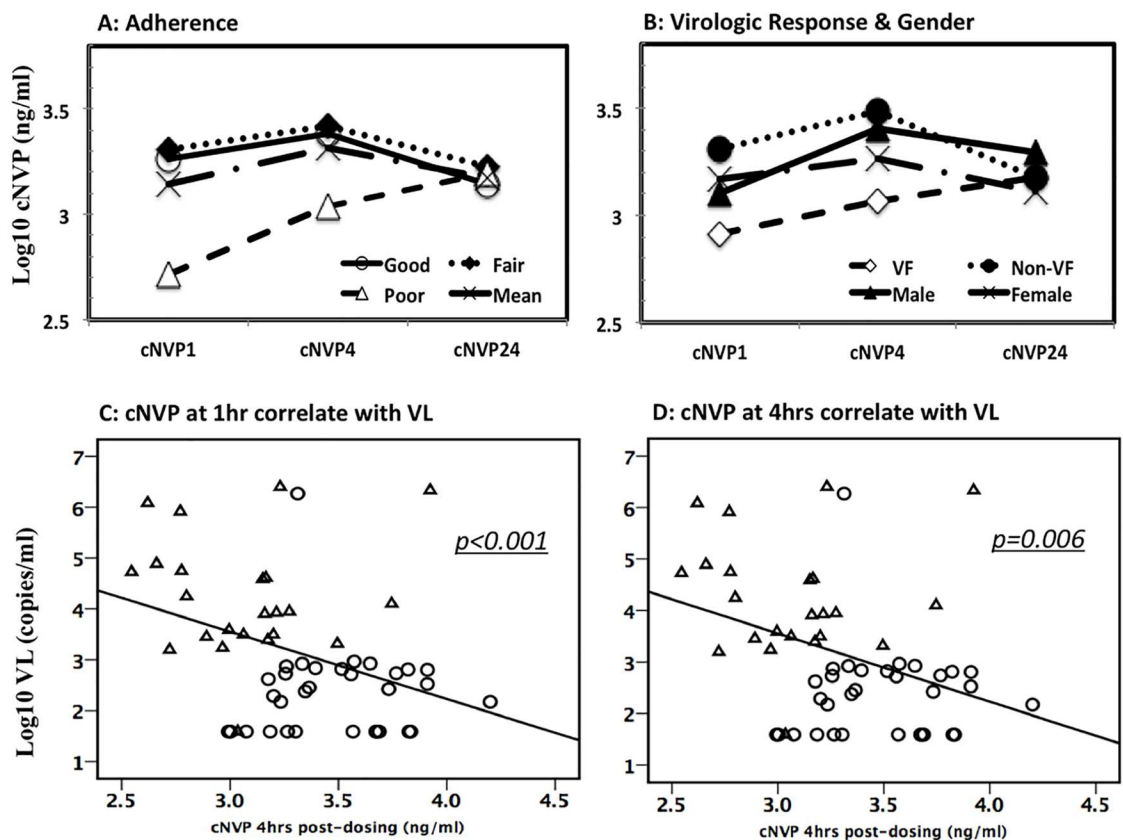 A: Adherence
B: Virologic Response & Gender
Log10 cNVP (ng/ml)
3.5
3
2.5
Good
Fair
Poor
Mean
cNVP1
cNVP4
cNVP24
3.5
3
2.5
VF
Non-VF
Male
Female
cNVP1
cNVP4
cNVP24
C: cNVP at 1hr correlate with VL
D: cNVP at 4hrs correlate with VL
Log10 VL (copies/ml)
7
6
5
4
3
2
1
p<0.001
2.5
3.0
3.5
4.0
4.5
cNVP 4hrs post-dosing (ng/ml)
7
6
5
4
3
2
1
p=0.006
2.5
3.0
3.5
4.0
4.5
cNVP 4hrs post-dosing (ng/ml)